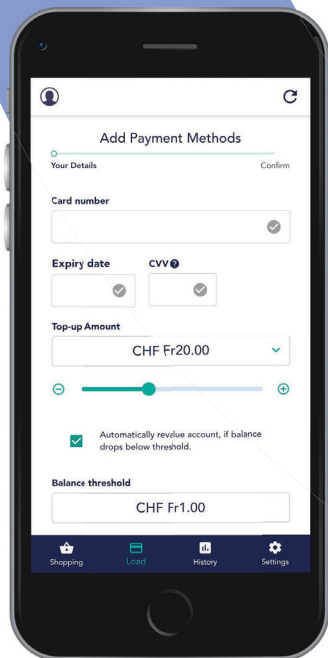 Add Payment Methods
Your Details Confirm
Card number
Expiry date CVV?
Top-up Amount
CHF Fr20.00
Automatically revalue account, if balance
drops below threshold.
Balance threshold
CHF Fr1.00
Shopping Load History Settings